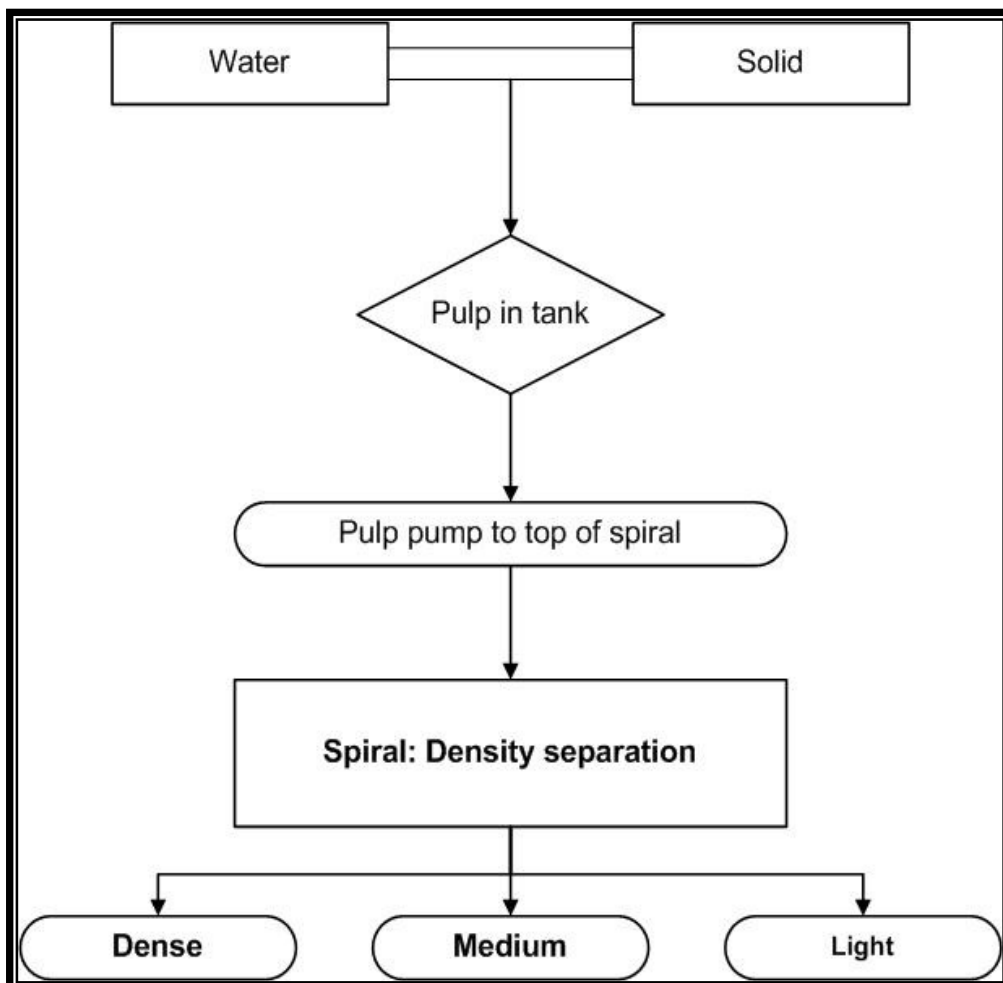 Water
Solid
Pulp in tank
Pulp pump to top of spiral
Spiral: Density separation
Dense
Medium
Light